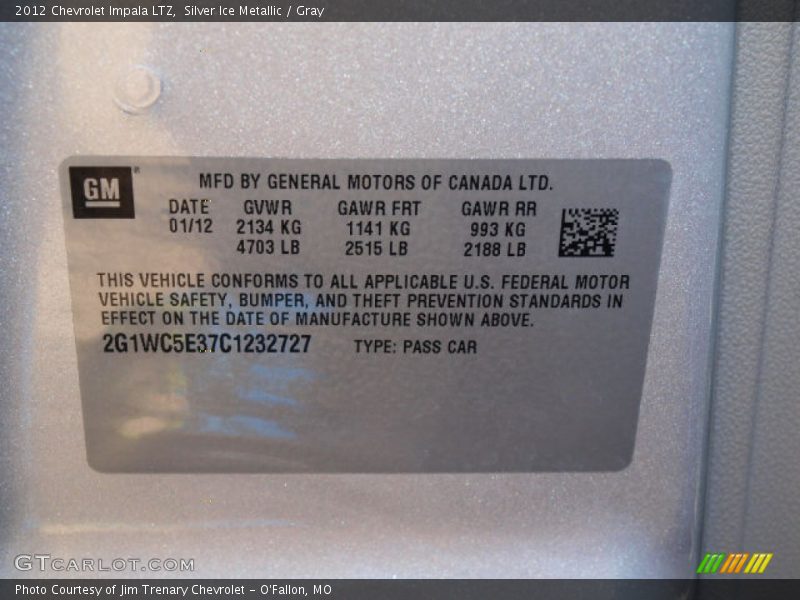 2012 Chevrolet Impala LTZ, Silver Ice Metallic / Gray
GM
MFD BY GENERAL MOTORS OF CANADA LTD.
DATE GVWR GAWR FRT GAWR RR
01/12 2134 KG 1141 KG 993 KG
4703 LB 2515 LB 2188 LB
THIS VEHICLE CONFORMS TO ALL APPLICABLE U.S. FEDERAL MOTOR
VEHICLE SAFETY, BUMPER, AND THEFT PREVENTION STANDARDS IN
EFFECT ON THE DATE OF MANUFACTURE SHOWN ABOVE.
2G1WC5E37C1232727 TYPE: PASS CAR
GTCARLOT.COM
Photo Courtesy of Jim Trenary Chevrolet - O'Fallon, MO